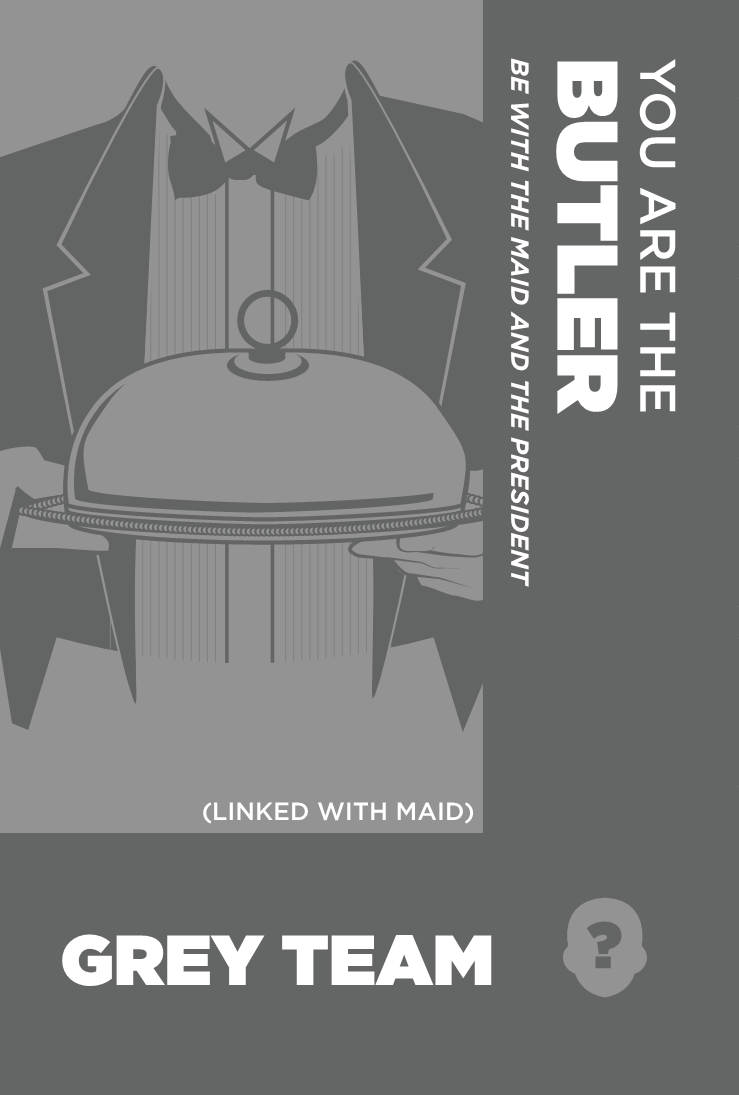 YOU ARE THE
BUTLER
BE WITH THE MAID AND THE PRESIDENT
(LINKED WITH MAID)
GREY TEAM
?